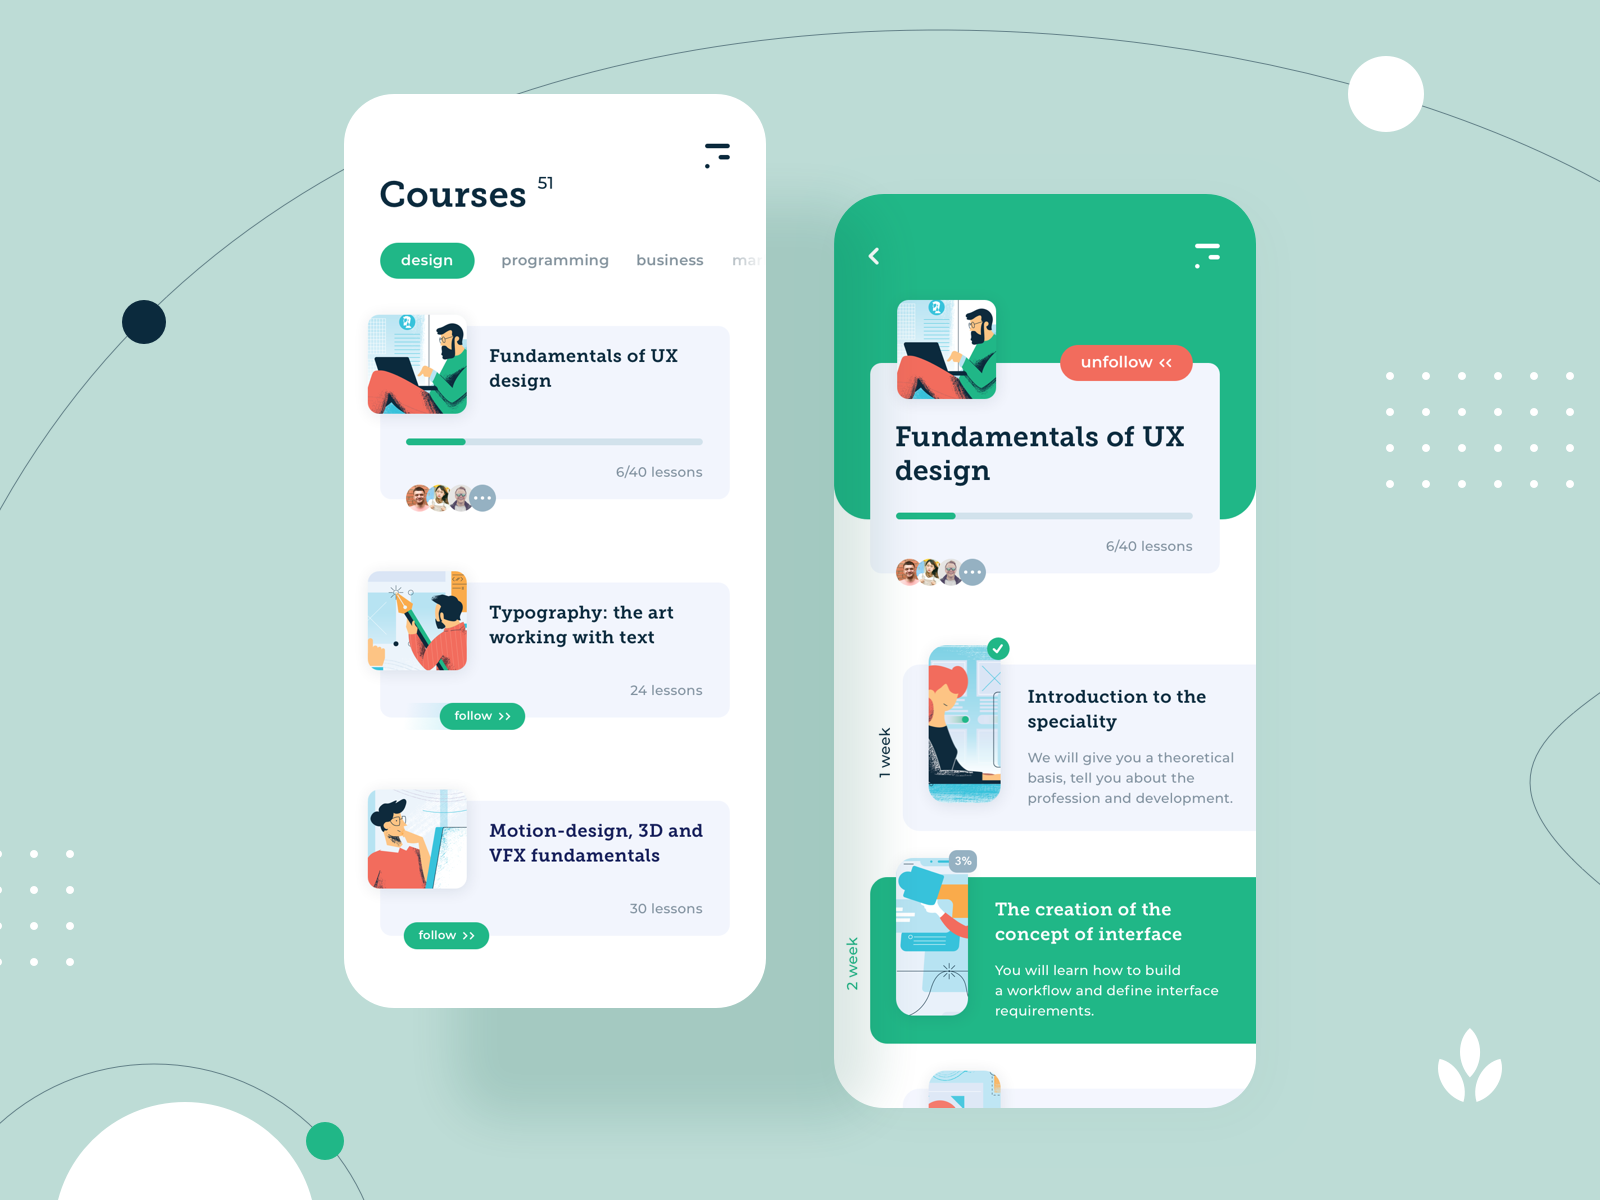 Courses 51
design programming business mar
Fundamentals of UX
design
6/40 lessons
Typography: the art
working with text
24 lessons
follow >>
Motion-design, 3D and
VFX fundamentals
30 lessons
follow >>
unfollow <<
Fundamentals of UX
design
6/40 lessons
1 week
Introduction to the
speciality
We will give you a theoretical
basis, tell you about the
profession and development.
2 week
3%
The creation of the
concept of interface
You will learn how to build
a workflow and define interface
requirements.